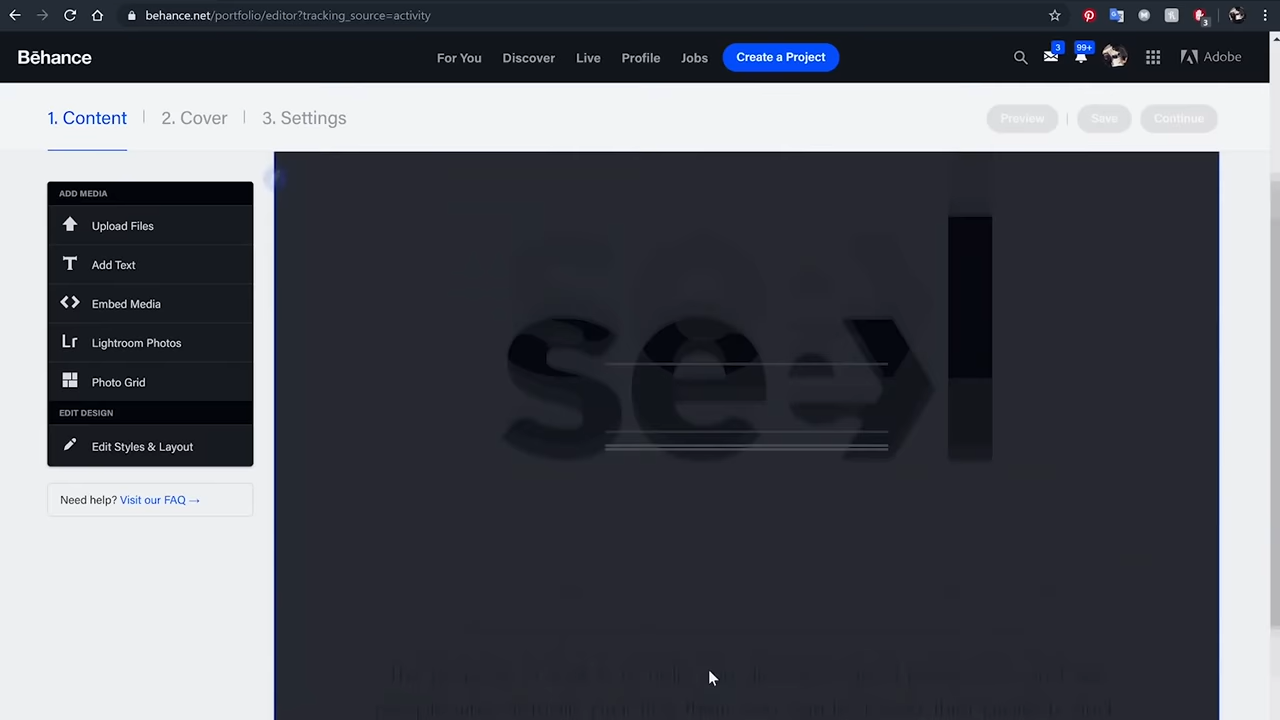 behance.net/portfolio/editor?tracking_source=activity
3
Bēhance
For You
Discover
Live
Profile
Jobs
Create a Project
3
99+
Adobe
1. Content
2. Cover
3. Settings
Preview
Save
Continue
ADD MEDIA
Upload Files
Add Text
Embed Media
Lr Lightroom Photos
Photo Grid
EDIT DESIGN
Edit Styles & Layout
Need help? Visit our FAQ →